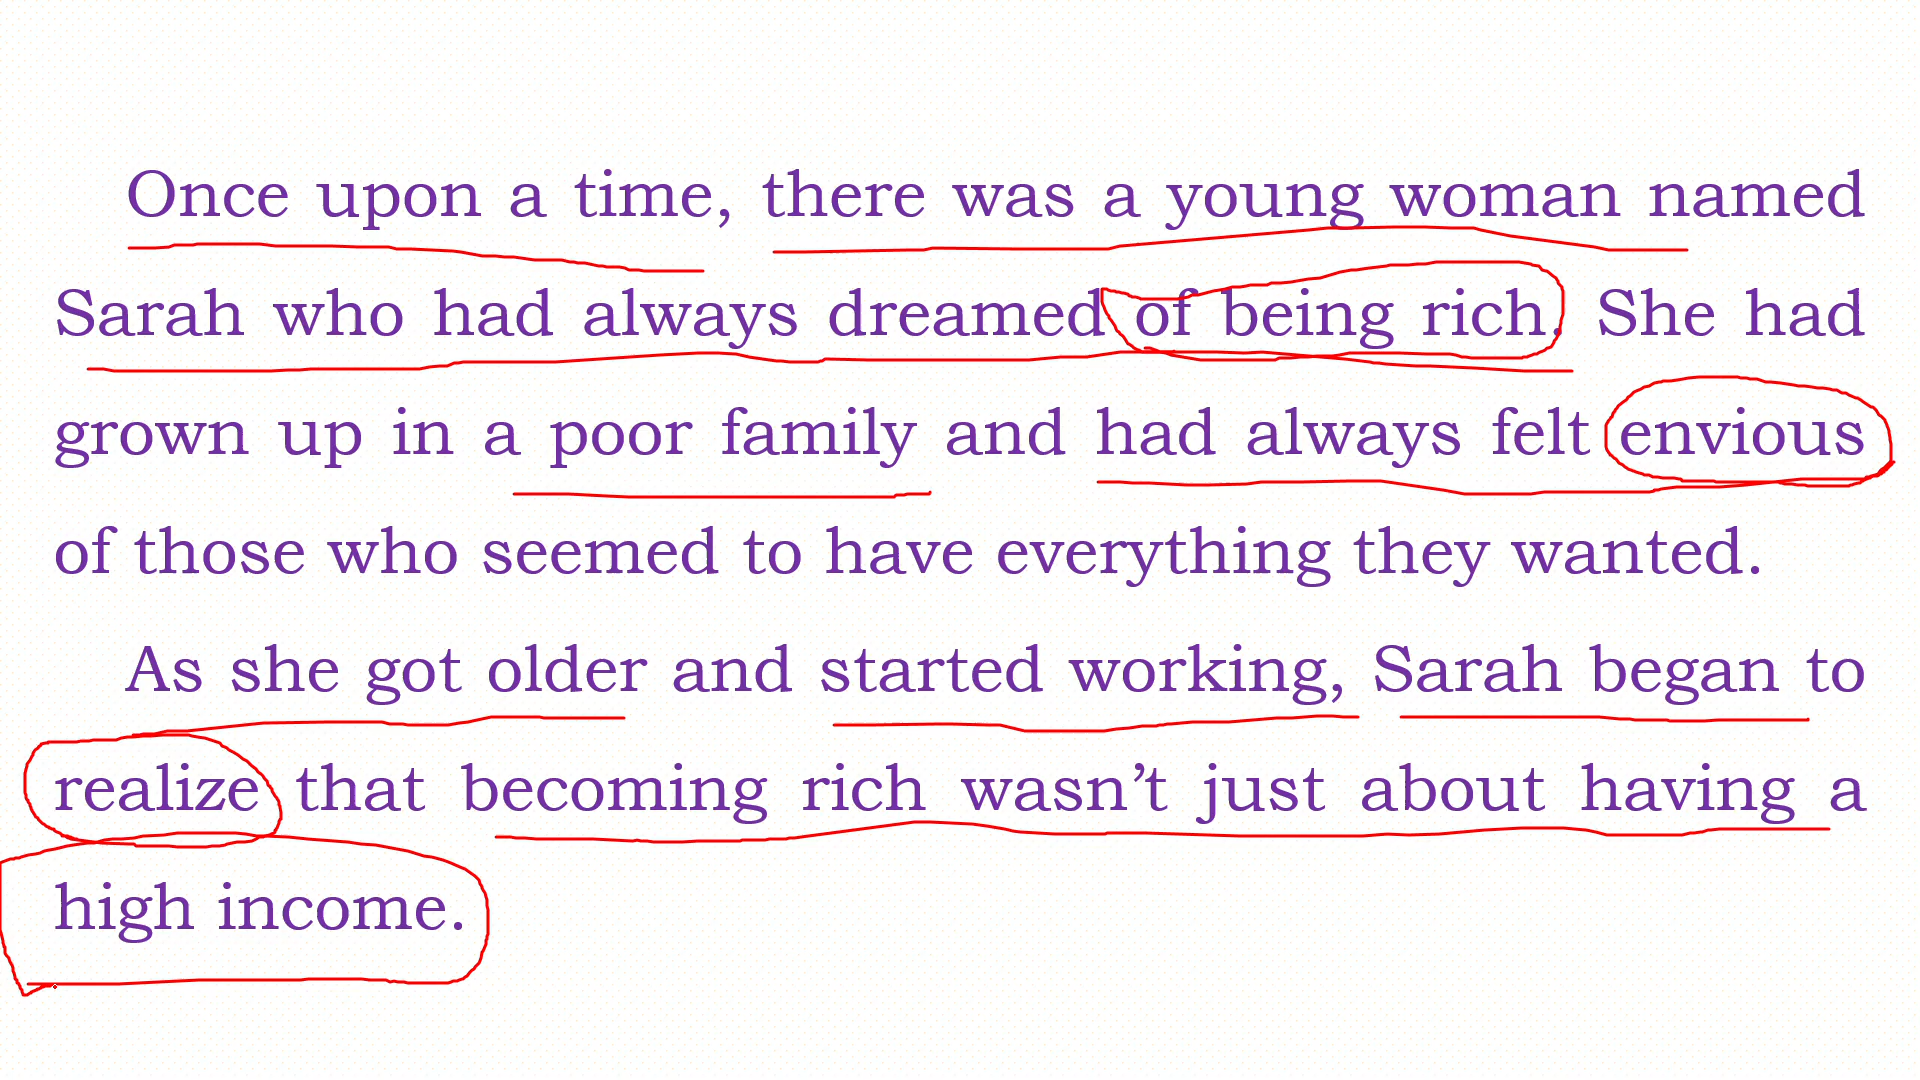 Once upon a time, there was a young woman named
Sarah who had always dreamed of being rich. She had
grown up in a poor family and had always felt envious
of those who seemed to have everything they wanted.
As she got older and started working, Sarah began to
realize that becoming rich wasn’t just about having a
high income.